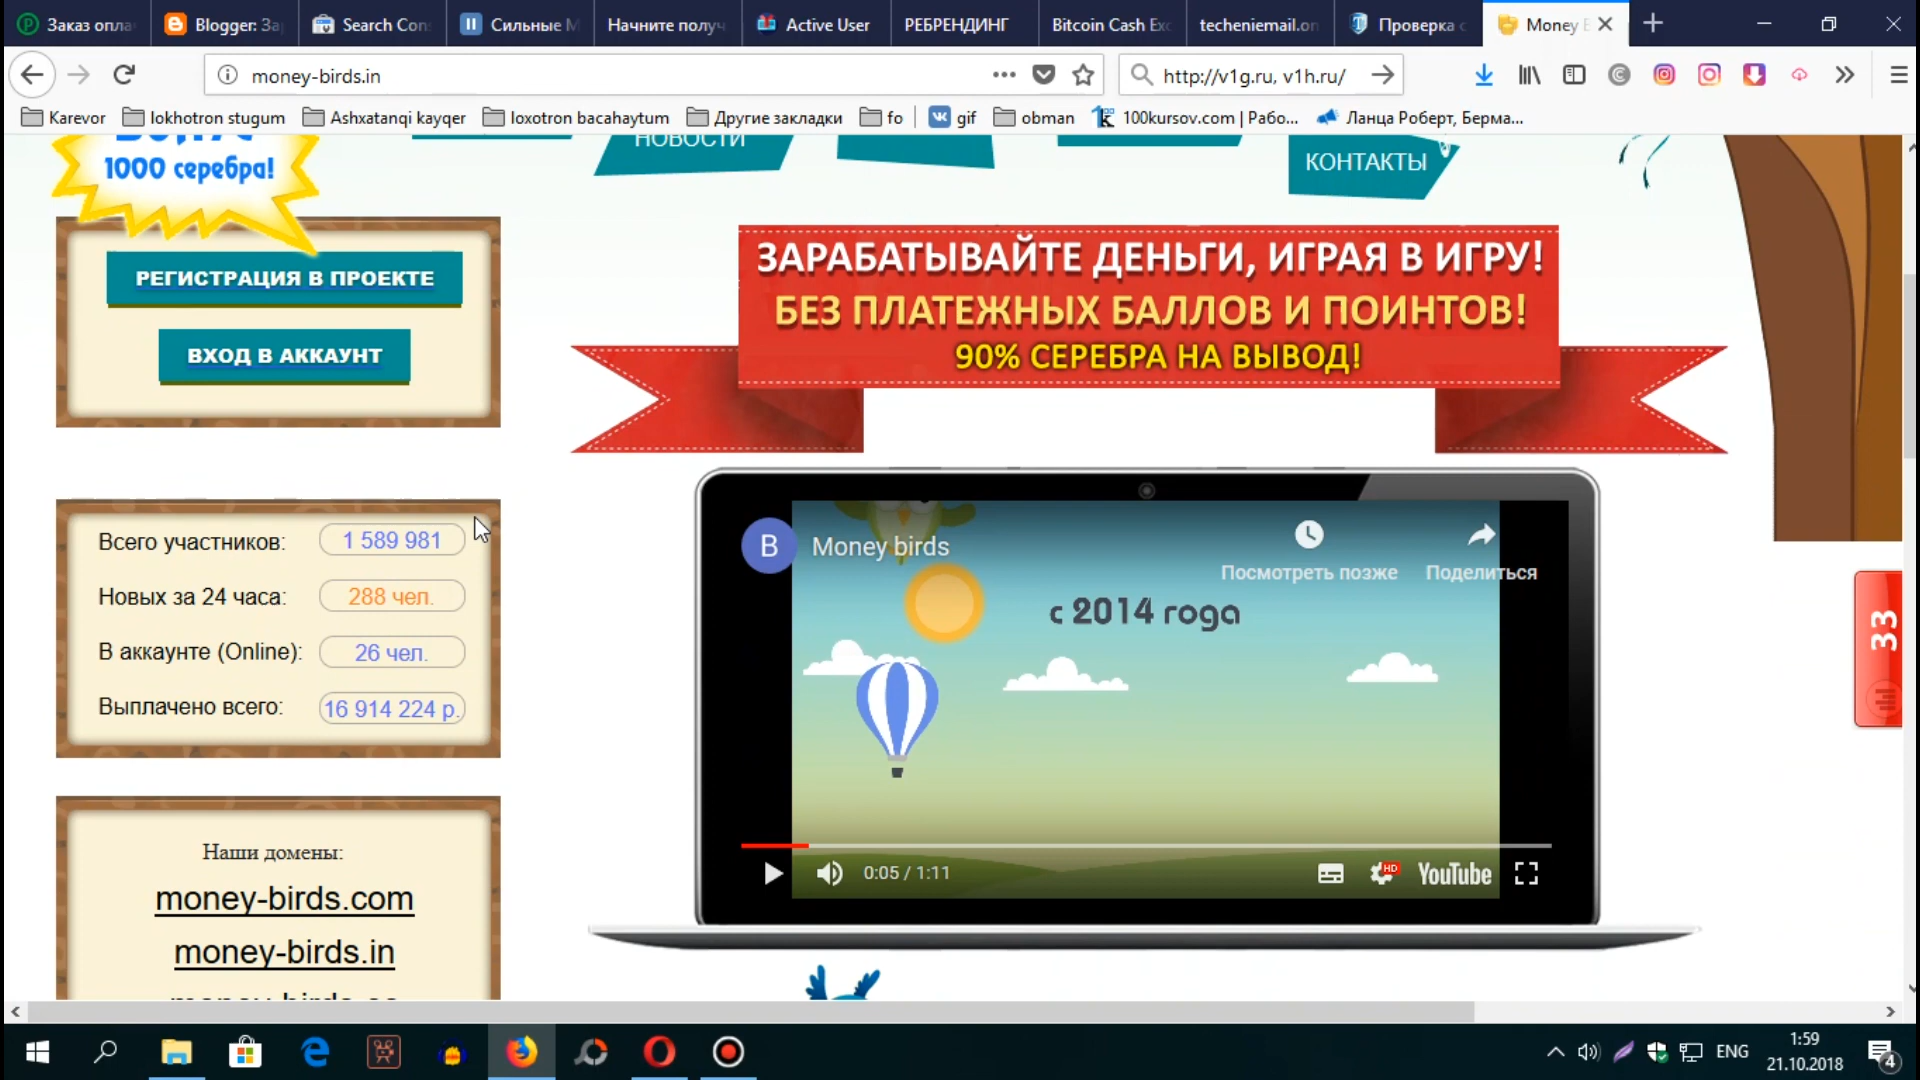 Заказ опла
Blogger: За
Search Con
Сильные М
Начните получ
Active User
РЕБРЕНДИНГ
Bitcoin Cash Exc
techeniemail.on
Проверка с
Money B
money-birds.in
http://v1g.ru, v1h.ru/
Karevor
lokhotron stugum
Ashxatanqi kayqer
loxotron bacahaytum
Другие закладки
fo
gif
obman
100kursov.com | Рабо...
Ланца Роберт, Берма...
1000 серебра!
НОВОСТИ
КОНТАКТЫ
РЕГИСТРАЦИЯ В ПРОЕКТЕ
ВХОД В АККАУНТ
ЗАРАБАТЫВАЙТЕ ДЕНЬГИ, ИГРАЯ В ИГРУ!
БЕЗ ПЛАТЕЖНЫХ БАЛЛОВ И ПОИНТОВ!
90% СЕРЕБРА НА ВЫВОД!
Всего участников: 1 589 981
Новых за 24 часа: 288 чел.
В аккаунте (Online): 26 чел.
Выплачено всего: 16 914 224 р.
B
Money birds
Посмотреть позже
Поделиться
с 2014 года
0:05 / 1:11
HD
YouTube
33
Наши домены:
money-birds.com
money-birds.in
ENG
1:59
21.10.2018
4